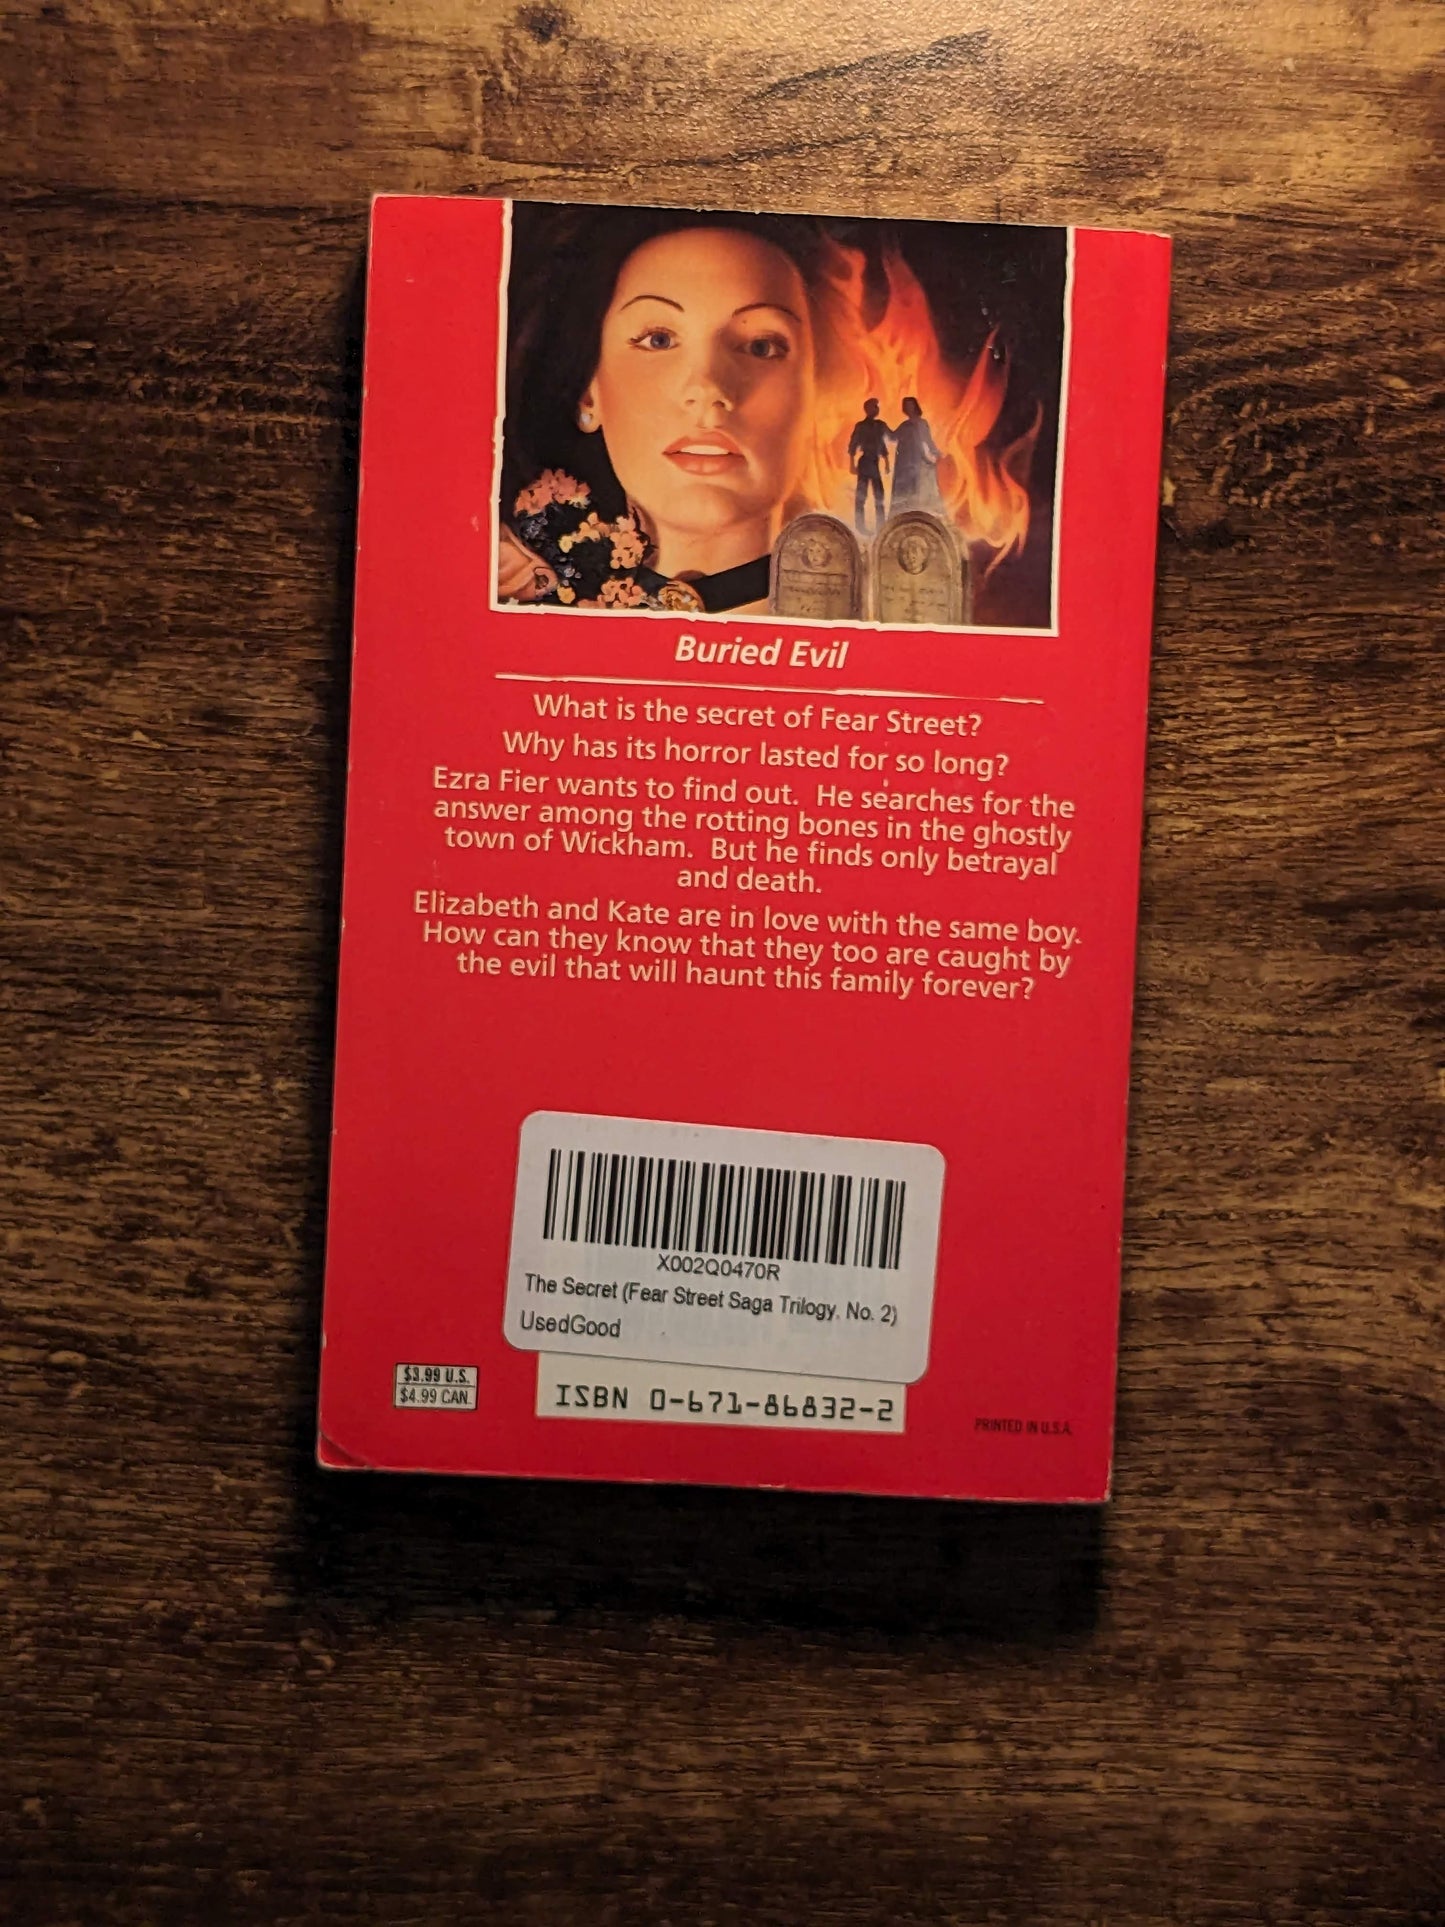 Buried Evil
What is the secret of Fear Street?
Why has its horror lasted for so long?
Ezra Fier wants to find out. He searches for the
answer among the rotting bones in the ghostly
town of Wickham. But he finds only betrayal
and death.
Elizabeth and Kate are in love with the same boy.
How can they know that they too are caught by
the evil that will haunt this family forever?
X002Q0470R
The Secret (Fear Street Saga Trilogy, No. 2)
UsedGood
$3.99 U.S.
$4.99 CAN.
ISBN 0-671-86832-2
PRINTED IN U.S.A.